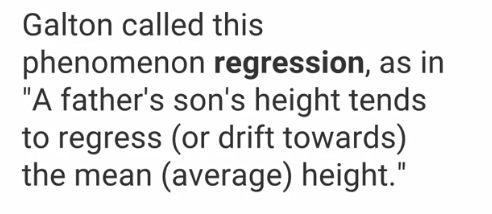 Galton called this
phenomenon regression, as in
"A father's son's height tends
to regress (or drift towards)
the mean (average) height."